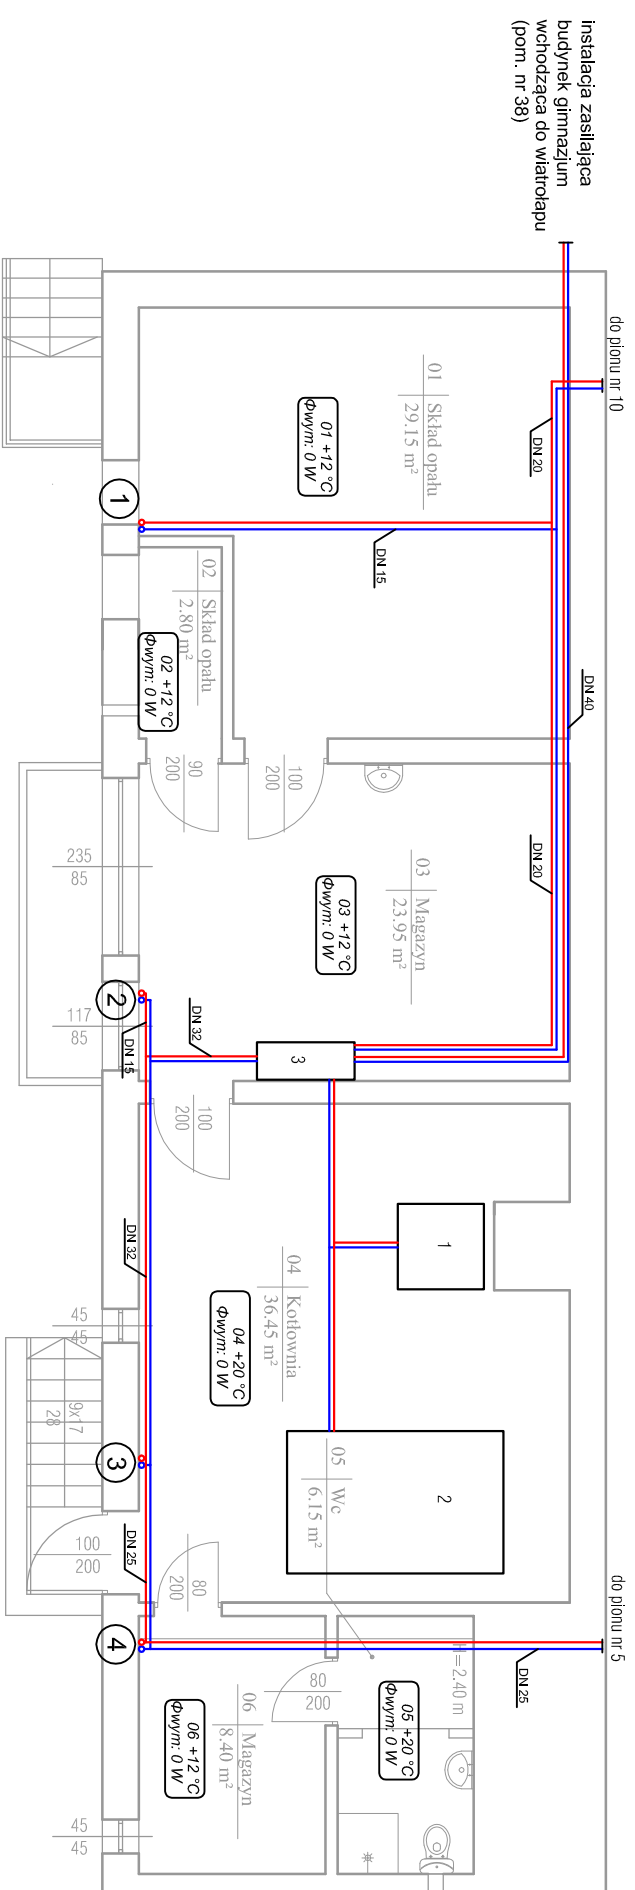 instalacja zasilająca
budynek gimnazjum
wchodząca do wiatrołapu
(pom. nr 38)
do pionu nr 10
DN 20
01 Skład opału
29.15 m²
01 +12 °C
Φwym: 0 W
1
DN 15
02 Skład opału
2.80 m²
02 +12 °C
Φwym: 0 W
DN 40
90
200
100
200
235
85
DN 20
03 Magazyn
23.95 m²
03 +12 °C
Φwym: 0 W
2
117
85
DN 15
DN 32
3
100
200
1
DN 32
04 Kotłownia
36.45 m²
04 +20 °C
Φwym: 0 W
45
45
9x17
28
3
2
05 Wc
6.15 m²
100
200
DN 25
80
200
do pionu nr 5
4
DN 25
H=2.40 m
80
200
05 +20 °C
Φwym: 0 W
06 Magazyn
8.40 m²
06 +12 °C
Φwym: 0 W
45
45